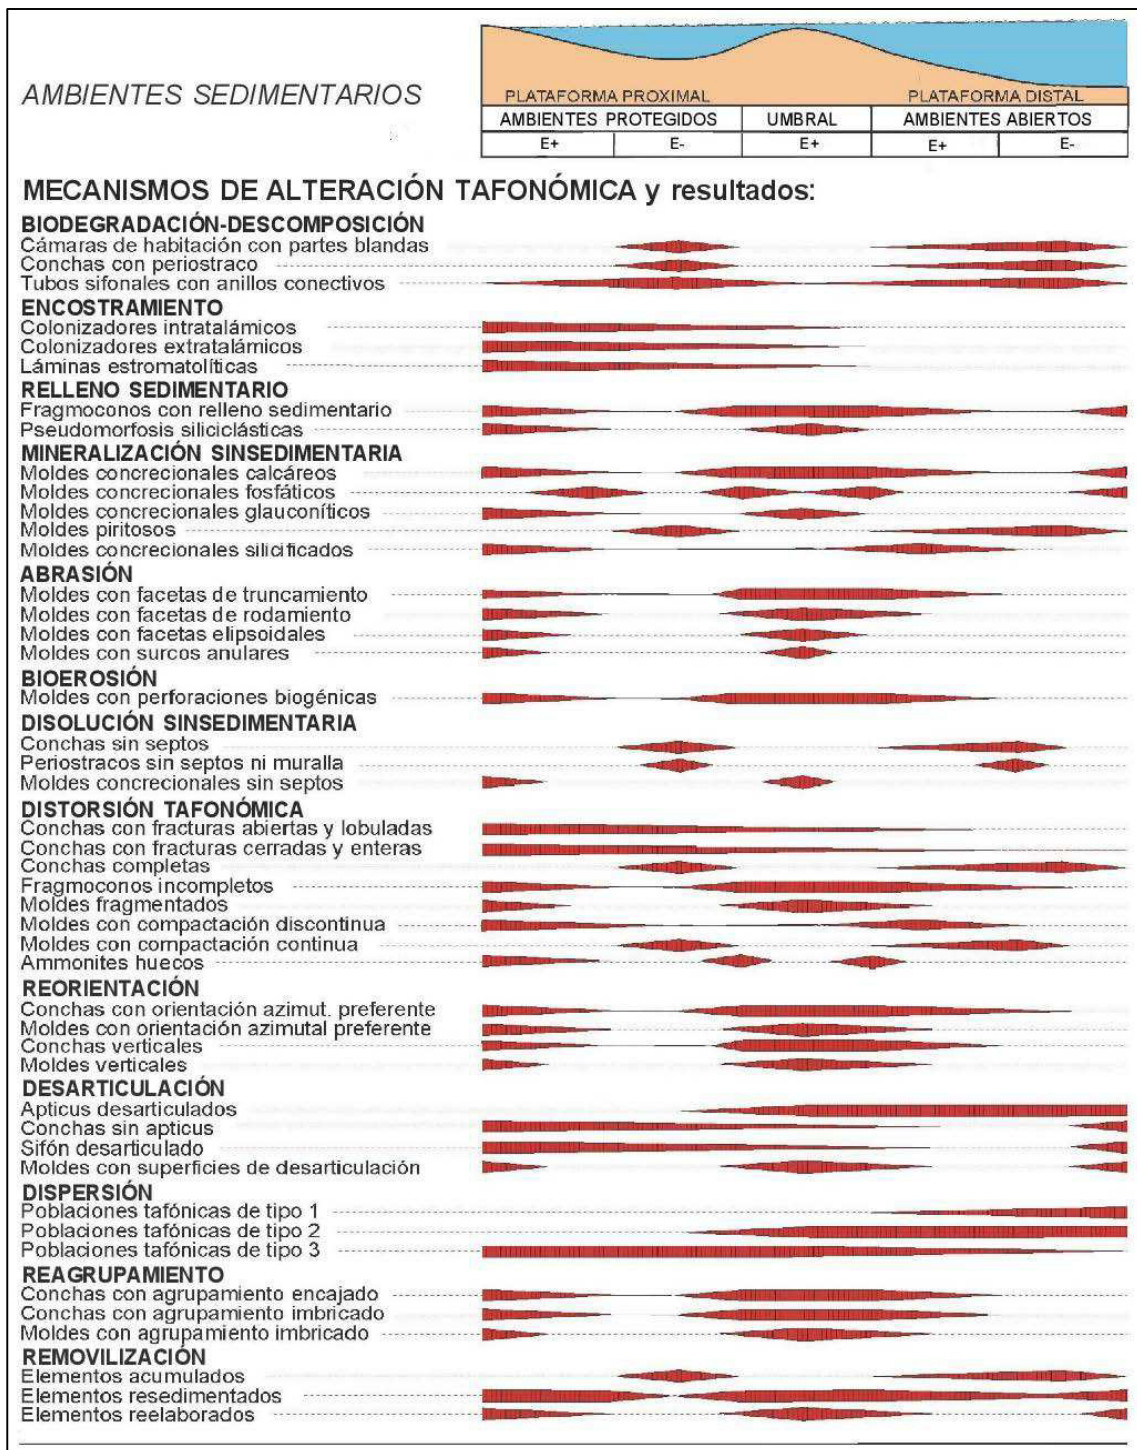 AMBIENTES SEDIMENTARIOS
PLATAFORMA PROXIMAL PLATAFORMA DISTAL
AMBIENTES PROTEGIDOS UMBRAL AMBIENTES ABIERTOS
E+ E- E+ E+ E-
MECANISMOS DE ALTERACIÓN TAFONÓMICA y resultados:
BIODEGRADACIÓN-DESCOMPOSICIÓN
Cámaras de habitación con partes blandas
Conchas con periostraco
Tubos sifonales con anillos conectivos
ENCOSTRAMIENTO
Colonizadores intratalámicos
Colonizadores extratalámicos
Láminas estromatolíticas
RELLENO SEDIMENTARIO
Fragmoconos con relleno sedimentario
Pseudomorfosis siliciclásticas
MINERALIZACIÓN SINSEDIMENTARIA
Moldes concrecionales calcáreos
Moldes concrecionales fosfáticos
Moldes concrecionales glauconíticos
Moldes piritosos
Moldes concrecionales silicificados
ABRASIÓN
Moldes con facetas de truncamiento
Moldes con facetas de rodamiento
Moldes con facetas elipsoidales
Moldes con surcos anulares
BIOEROSIÓN
Moldes con perforaciones biogénicas
DISOLUCIÓN SINSEDIMENTARIA
Conchas sin septos
Periostracos sin septos ni muralla
Moldes concrecionales sin septos
DISTORSIÓN TAFONÓMICA
Conchas con fracturas abiertas y lobuladas
Conchas con fracturas cerradas y enteras
Conchas completas
Fragmoconos incompletos
Moldes fragmentados
Moldes con compactación discontinua
Moldes con compactación continua
Ammonites huecos
REORIENTACIÓN
Conchas con orientación azimut. preferente
Moldes con orientación azimutal preferente
Conchas verticales
Moldes verticales
DESARTICULACIÓN
Apticus desarticulados
Conchas sin apticus
Sifón desarticulado
Moldes con superficies de desarticulación
DISPERSIÓN
Poblaciones tafónicas de tipo 1
Poblaciones tafónicas de tipo 2
Poblaciones tafónicas de tipo 3
REAGRUPAMIENTO
Conchas con agrupamiento encajado
Conchas con agrupamiento imbricado
Moldes con agrupamiento imbricado
REMOVILIZACIÓN
Elementos acumulados
Elementos resedimentados
Elementos reelaborados